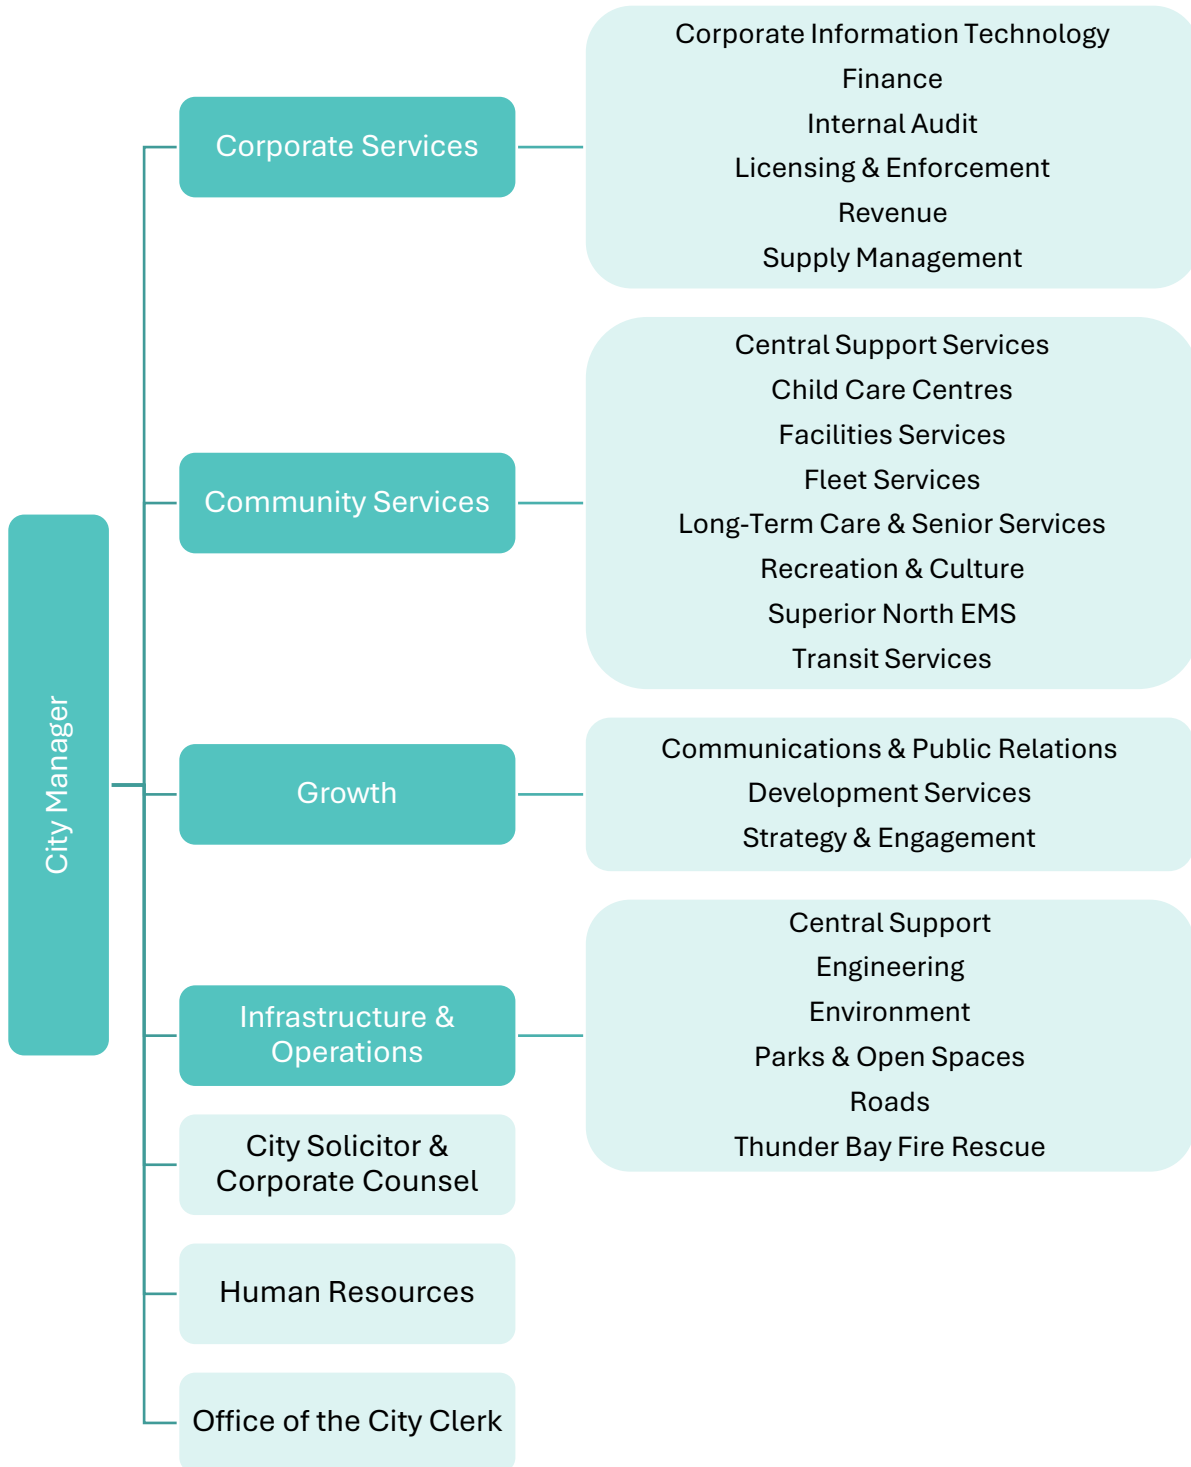 City Manager
Corporate Services
Corporate Information Technology
Finance
Internal Audit
Licensing & Enforcement
Revenue
Supply Management
Community Services
Central Support Services
Child Care Centres
Facilities Services
Fleet Services
Long-Term Care & Senior Services
Recreation & Culture
Superior North EMS
Transit Services
Growth
Communications & Public Relations
Development Services
Strategy & Engagement
Infrastructure &
Operations
Central Support
Engineering
Environment
Parks & Open Spaces
Roads
Thunder Bay Fire Rescue
City Solicitor &
Corporate Counsel
Human Resources
Office of the City Clerk